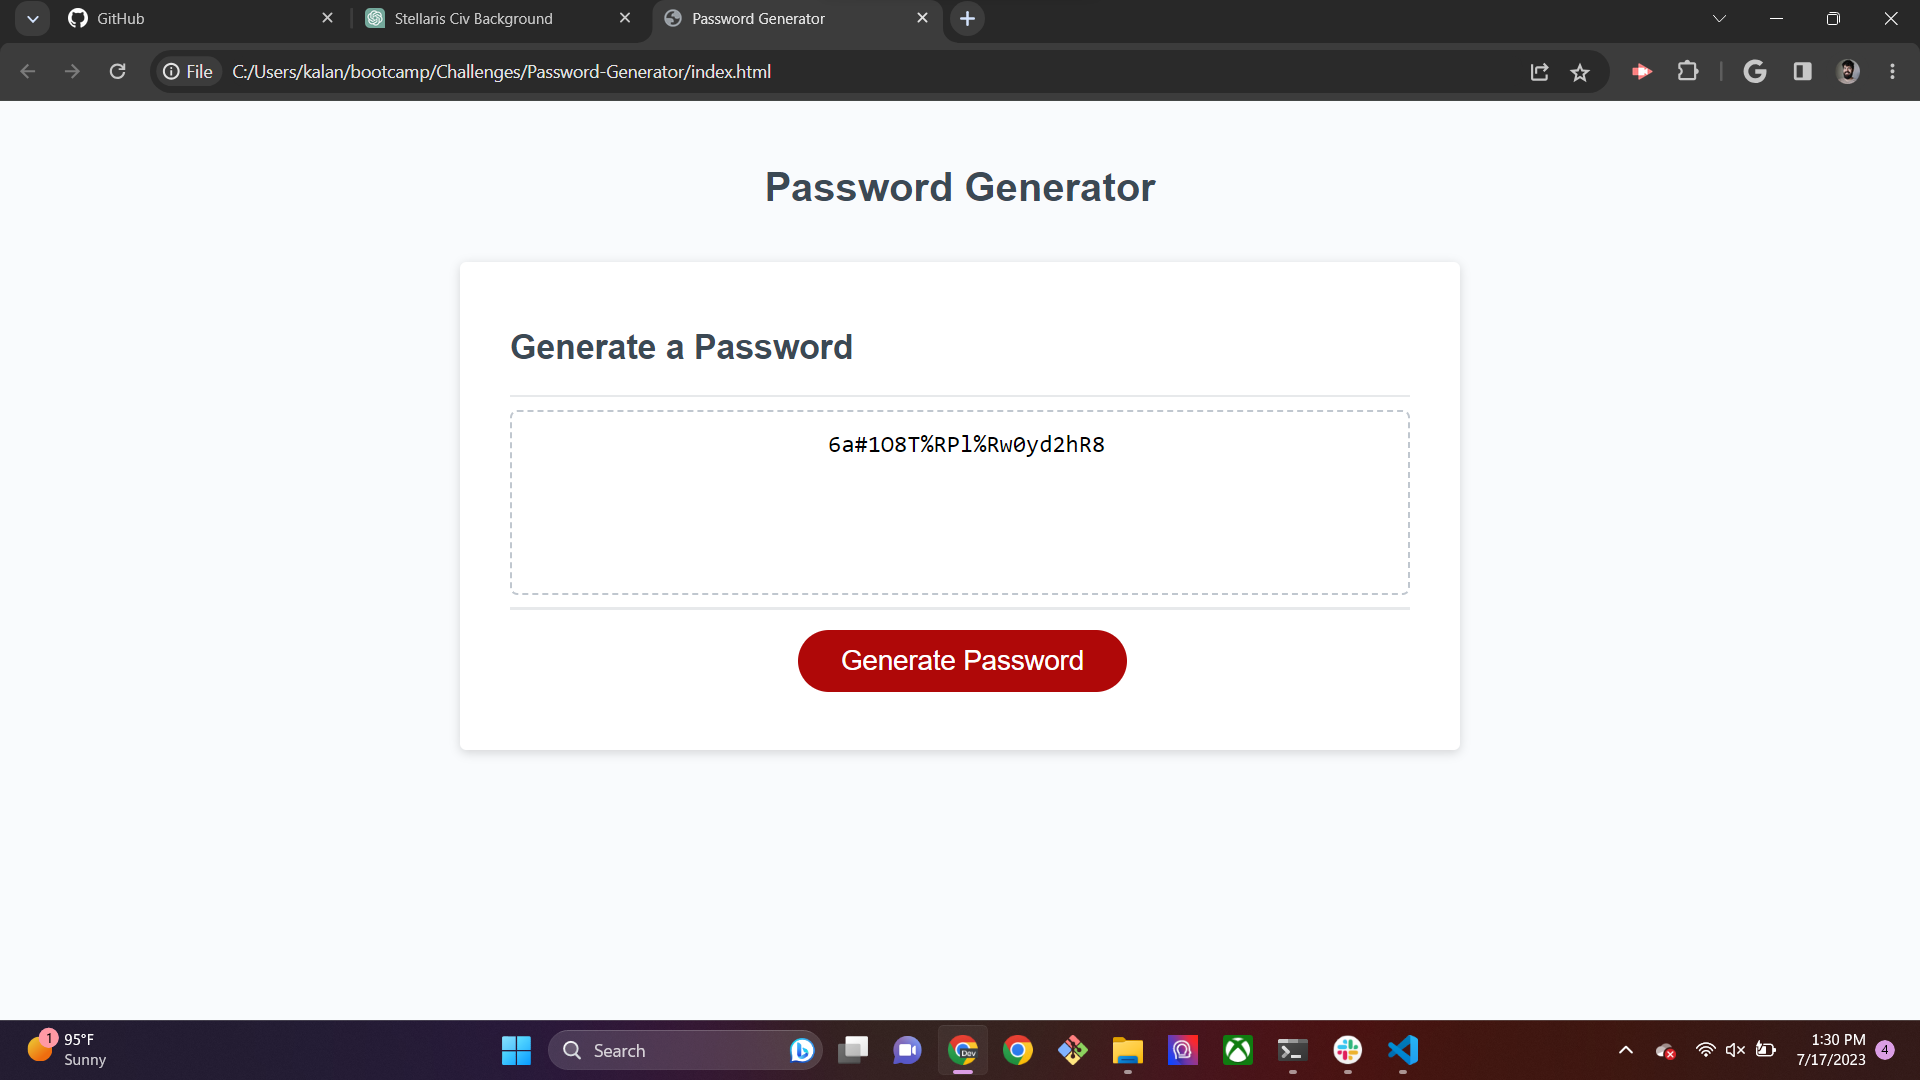 GitHub
Stellaris Civ Background
Password Generator
File
C:/Users/kalan/bootcamp/Challenges/Password-Generator/index.html
Password Generator
Generate a Password
6a#1O8T%RPl%Rw0yd2hR8
Generate Password
1
95°F
Sunny
Search
Dev
1:30 PM
7/17/2023
4